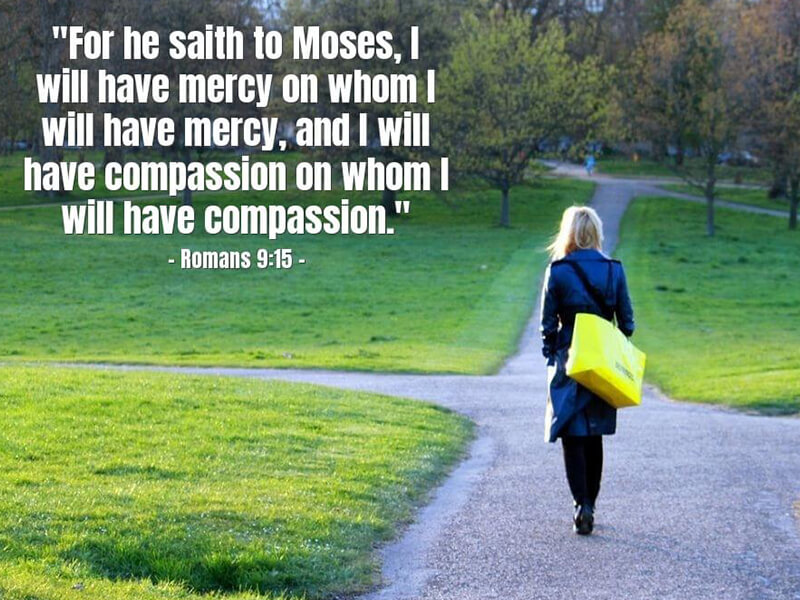 "For he saith to Moses, I
will have mercy on whom I
will have mercy, and I will
have compassion on whom I
will have compassion."
- Romans 9:15 -